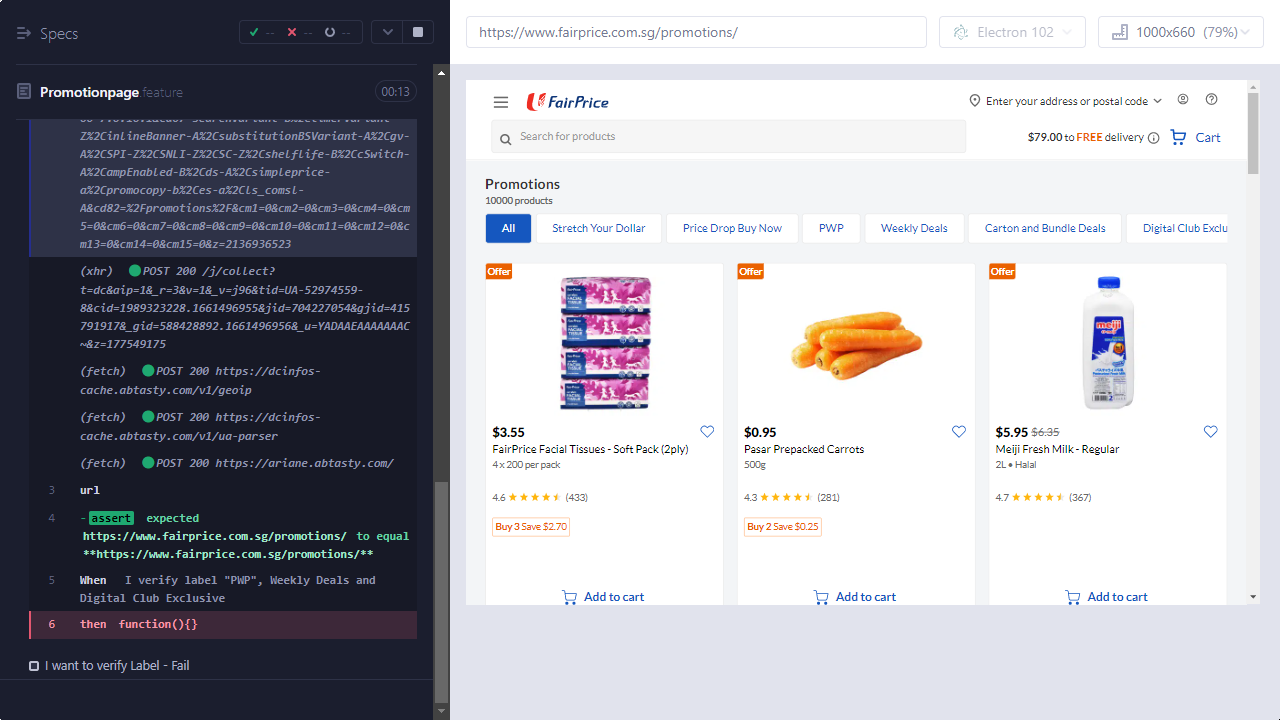 Specs
--
--
--
Promotionpage.feature
00:13
Z%2CinlineBanner-A%2CsubstitutionBSVariant-A%2Cgv-
A%2CSPI-Z%2CSNLI-Z%2CSC-Z%2Cshelflife-B%2CcSwitch-
A%2CampEnabled-B%2Cds-A%2Csimpleprice-
a%2Cpromocopy-b%2Ces-a%2Cls_comsl-
A&cd82=%2Fpromotions%2F&cm1=0&cm2=0&cm3=0&cm4=0&cm
5=0&cm6=0&cm7=0&cm8=0&cm9=0&cm10=0&cm11=0&cm12=0&c
m13=0&cm14=0&cm15=0&z=2136936523
(xhr) POST 200 /j/collect?
t=dc&aip=1&_r=3&v=1&_v=j96&tid=UA-52974559-
8&cid=1989323228.1661496955&jid=704227054&gjid=415
791917&_gid=588428892.1661496956&_u=YADAAEAAAAAAAC
~&z=177549175
(fetch) POST 200 https://dcinfos-
cache.abtasty.com/v1/geoip
(fetch) POST 200 https://dcinfos-
cache.abtasty.com/v1/ua-parser
(fetch) POST 200 https://ariane.abtasty.com/
3 url
4 -assert expected
https://www.fairprice.com.sg/promotions/ to equal
**https://www.fairprice.com.sg/promotions/**
5 When I verify label "PWP", Weekly Deals and
Digital Club Exclusive
6 then function(){}
I want to verify Label - Fail
https://www.fairprice.com.sg/promotions/
Electron 102
1000x660 (79%)
FairPrice
Enter your address or postal code
Search for products
$79.00 to FREE delivery
Cart
Promotions
10000 products
All
Stretch Your Dollar
Price Drop Buy Now
PWP
Weekly Deals
Carton and Bundle Deals
Digital Club Exclu
Offer
FairPrice
FACIAL
TISSUE
$3.55
FairPrice Facial Tissues - Soft Pack (2ply)
4 x 200 per pack
4.6 ★★★★★ (433)
Buy 3 Save $2.70
Add to cart
Offer
$0.95
Pasar Prepacked Carrots
500g
4.3 ★★★★★ (281)
Buy 2 Save $0.25
Add to cart
Offer
meiji
$5.95 $6.35
Meiji Fresh Milk - Regular
2L • Halal
4.7 ★★★★★ (367)
Add to cart